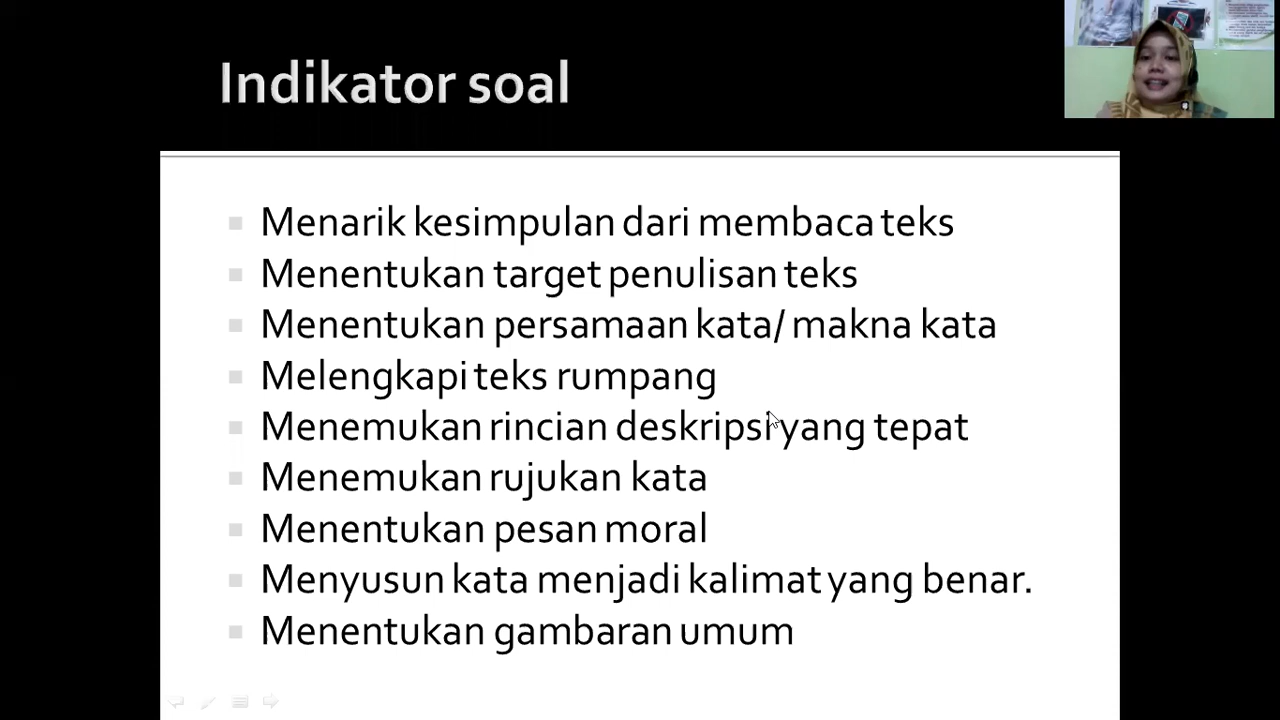 Indikator soal
Menarik kesimpulan dari membaca teks
Menentukan target penulisan teks
Menentukan persamaan kata/ makna kata
Melengkapi teks rumpang
Menemukan rincian deskripsi yang tepat
Menemukan rujukan kata
Menentukan pesan moral
Menyusun kata menjadi kalimat yang benar.
Menentukan gambaran umum